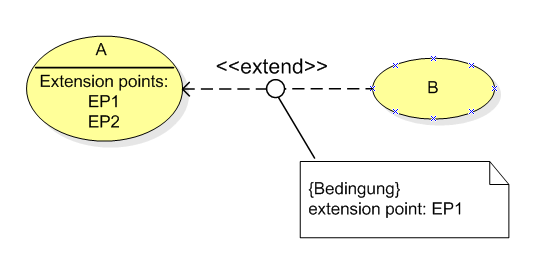 A
Extension points:
EP1
EP2
<<extend>>
B
{Bedingung}
extension point: EP1